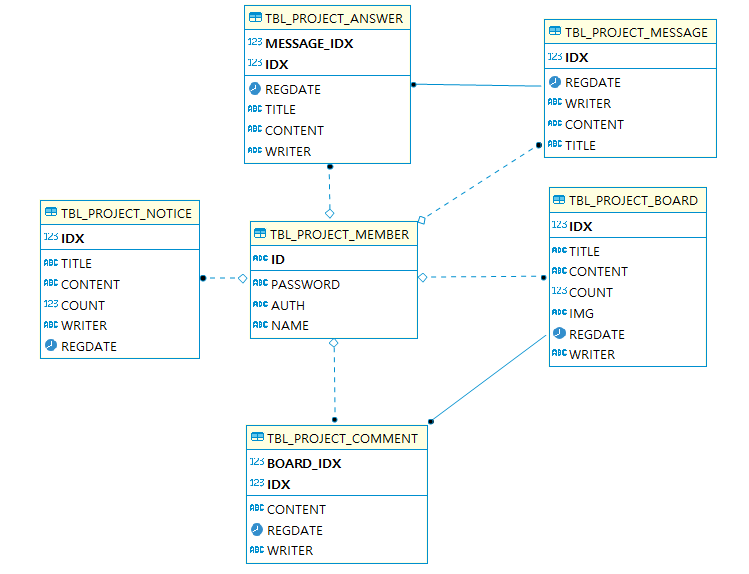 TBL_PROJECT_ANSWER
123 MESSAGE_IDX
123 IDX
REGDATE
ABC TITLE
ABC CONTENT
ABC WRITER
TBL_PROJECT_MESSAGE
123 IDX
REGDATE
ABC WRITER
ABC CONTENT
ABC TITLE
TBL_PROJECT_NOTICE
123 IDX
ABC TITLE
ABC CONTENT
123 COUNT
ABC WRITER
REGDATE
TBL_PROJECT_MEMBER
ABC ID
ABC PASSWORD
ABC AUTH
ABC NAME
TBL_PROJECT_BOARD
123 IDX
ABC TITLE
ABC CONTENT
123 COUNT
ABC IMG
REGDATE
ABC WRITER
TBL_PROJECT_COMMENT
123 BOARD_IDX
123 IDX
ABC CONTENT
REGDATE
ABC WRITER